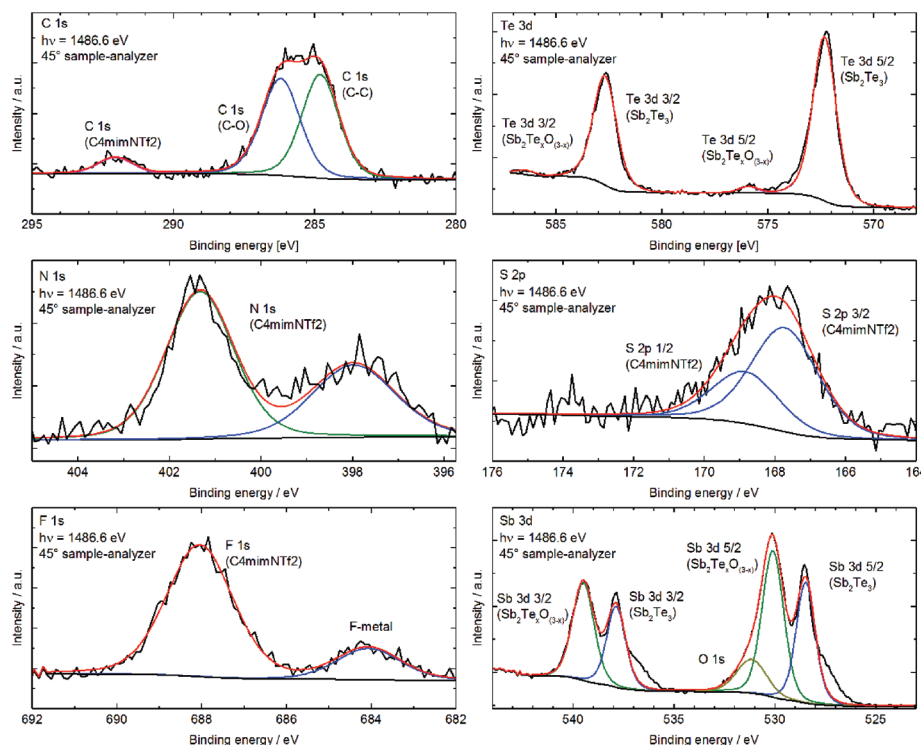 C 1s
hν = 1486.6 eV
45° sample-analyzer
C 1s
(C4mimNTf2)
C 1s
(C-O)
C 1s
(C-C)
Intensity / a.u.
295 290 285 280
Binding energy [eV]
Te 3d
hν = 1486.6 eV
45° sample-analyzer
Te 3d 3/2
(Sb₂TeₓO₍₃₋ₓ₎)
Te 3d 3/2
(Sb₂Te₃)
Te 3d 5/2
(Sb₂TeₓO₍₃₋ₓ₎)
Te 3d 5/2
(Sb₂Te₃)
Intensity / a.u.
585 580 575 570
Binding energy [eV]
N 1s
hν = 1486.6 eV
45° sample-analyzer
N 1s
(C4mimNTf2)
Intensity / a.u.
404 402 400 398 396
Binding energy / eV
S 2p
hν = 1486.6 eV
45° sample-analyzer
S 2p 1/2
(C4mimNTf2)
S 2p 3/2
(C4mimNTf2)
Intensity / a.u.
176 174 172 170 168 166 164
Binding energy / eV
F 1s
hν = 1486.6 eV
45° sample-analyzer
F 1s
(C4mimNTf2)
F-metal
Intensity / a.u.
692 690 688 686 684 682
Binding energy / eV
Sb 3d
hν = 1486.6 eV
45° sample-analyzer
Sb 3d 3/2
(Sb₂TeₓO₍₃₋ₓ₎)
Sb 3d 3/2
(Sb₂Te₃)
Sb 3d 5/2
(Sb₂TeₓO₍₃₋ₓ₎)
O 1s
Sb 3d 5/2
(Sb₂Te₃)
Intensity / a.u.
540 535 530 525
Binding energy / eV